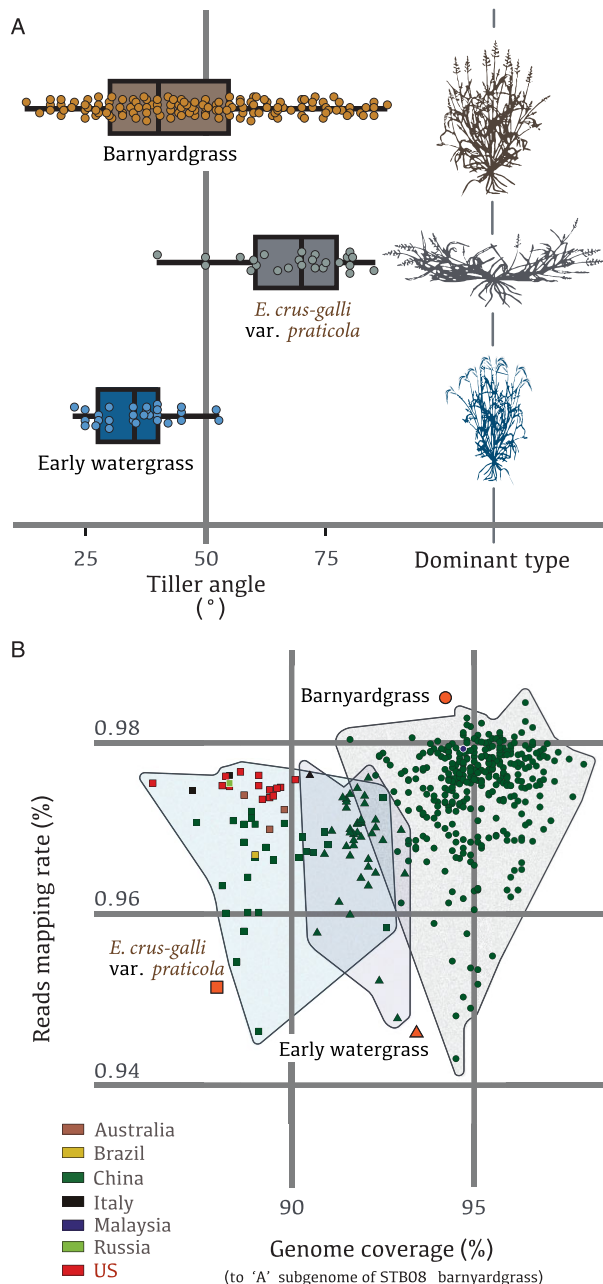 A
Barnyardgrass
E. crus-galli
var. praticola
Early watergrass
25 50 75
Tiller angle
(°)
Dominant type
B
Barnyardgrass
0.98
0.96
E. crus-galli
var. praticola
Early watergrass
0.94
Reads mapping rate (%)
Australia
Brazil
China
Italy
Malaysia
Russia
US
90 95
Genome coverage (%)
(to ‘A’ subgenome of STB08 barnyardgrass)